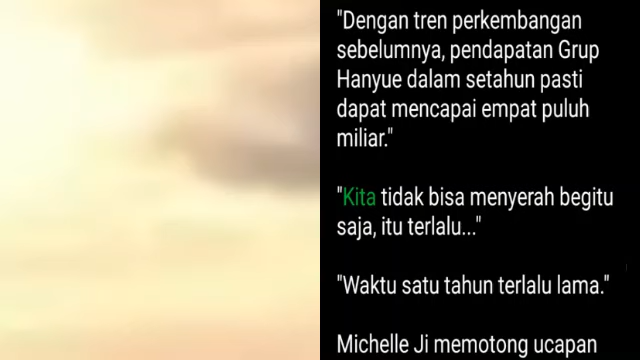 "Dengan tren perkembangan
sebelumnya, pendapatan Grup
Hanyue dalam setahun pasti
dapat mencapai empat puluh
miliar."
"Kita tidak bisa menyerah begitu
saja, itu terlalu..."
"Waktu satu tahun terlalu lama."
Michelle Ji memotong ucapan